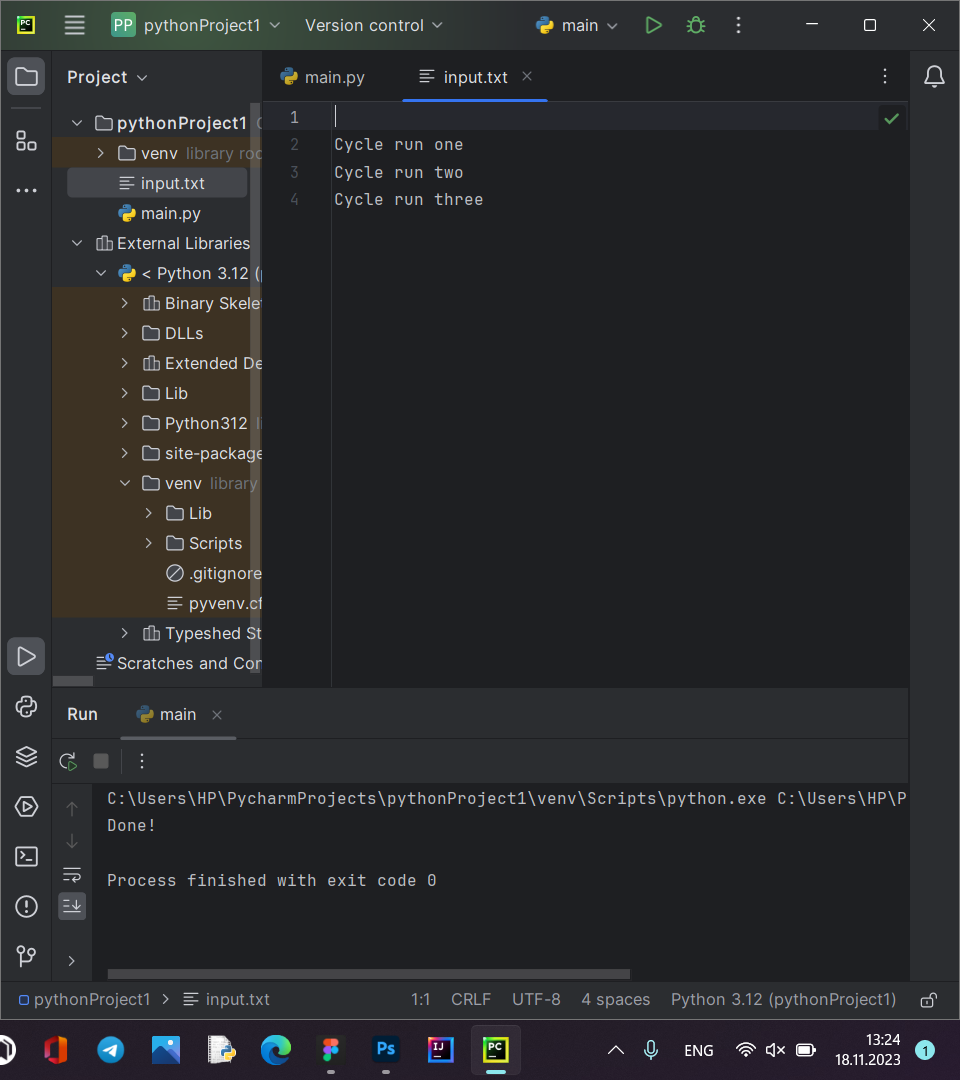 PC
PP pythonProject1 Version control main
Project
main.py input.txt
pythonProject1
venv library roo
input.txt
main.py
External Libraries
< Python 3.12 (
Binary Skele
DLLs
Extended De
Lib
Python312
site-package
venv library
Lib
Scripts
.gitignore
pyvenv.cf
Typeshed St
Scratches and Con
1
2 Cycle run one
3 Cycle run two
4 Cycle run three
Run main
C:\Users\HP\PycharmProjects\pythonProject1\venv\Scripts\python.exe C:\Users\HP\P
Done!
Process finished with exit code 0
pythonProject1 > input.txt 1:1 CRLF UTF-8 4 spaces Python 3.12 (pythonProject1)
Ps IJ PC ENG 13:24
18.11.2023 1